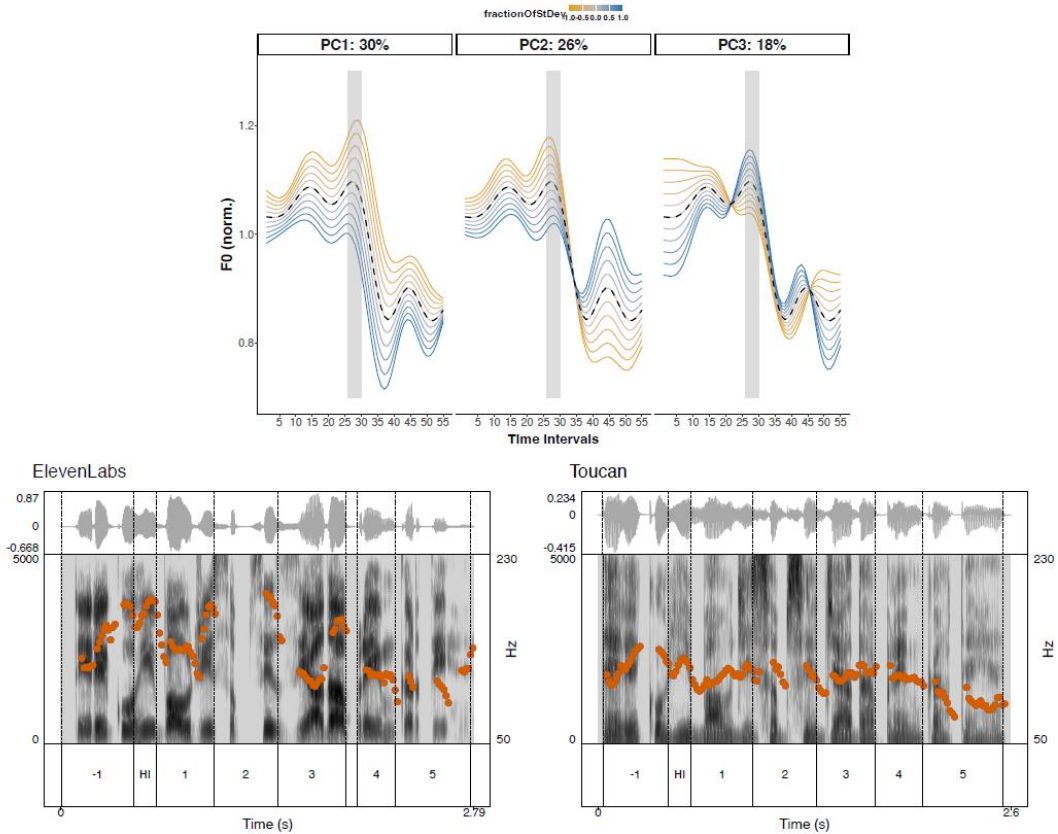 fractionOfStDev
-1.0-0.5 0.0 0.5 1.0
PC1: 30% PC2: 26% PC3: 18%
1.2
1.0
0.8
F0 (norm.)
5 10 15 20 25 30 35 40 45 50 55 5 10 15 20 25 30 35 40 45 50 55 5 10 15 20 25 30 35 40 45 50 55
Time Intervals
ElevenLabs
0.87
0
-0.668
5000 230
Hz
0 50
-1 HI 1 2 3 4 5
0 2.79
Time (s)
Toucan
0.234
0
-0.415
5000 230
Hz
0 50
-1 HI 1 2 3 4 5
0 2.6
Time (s)